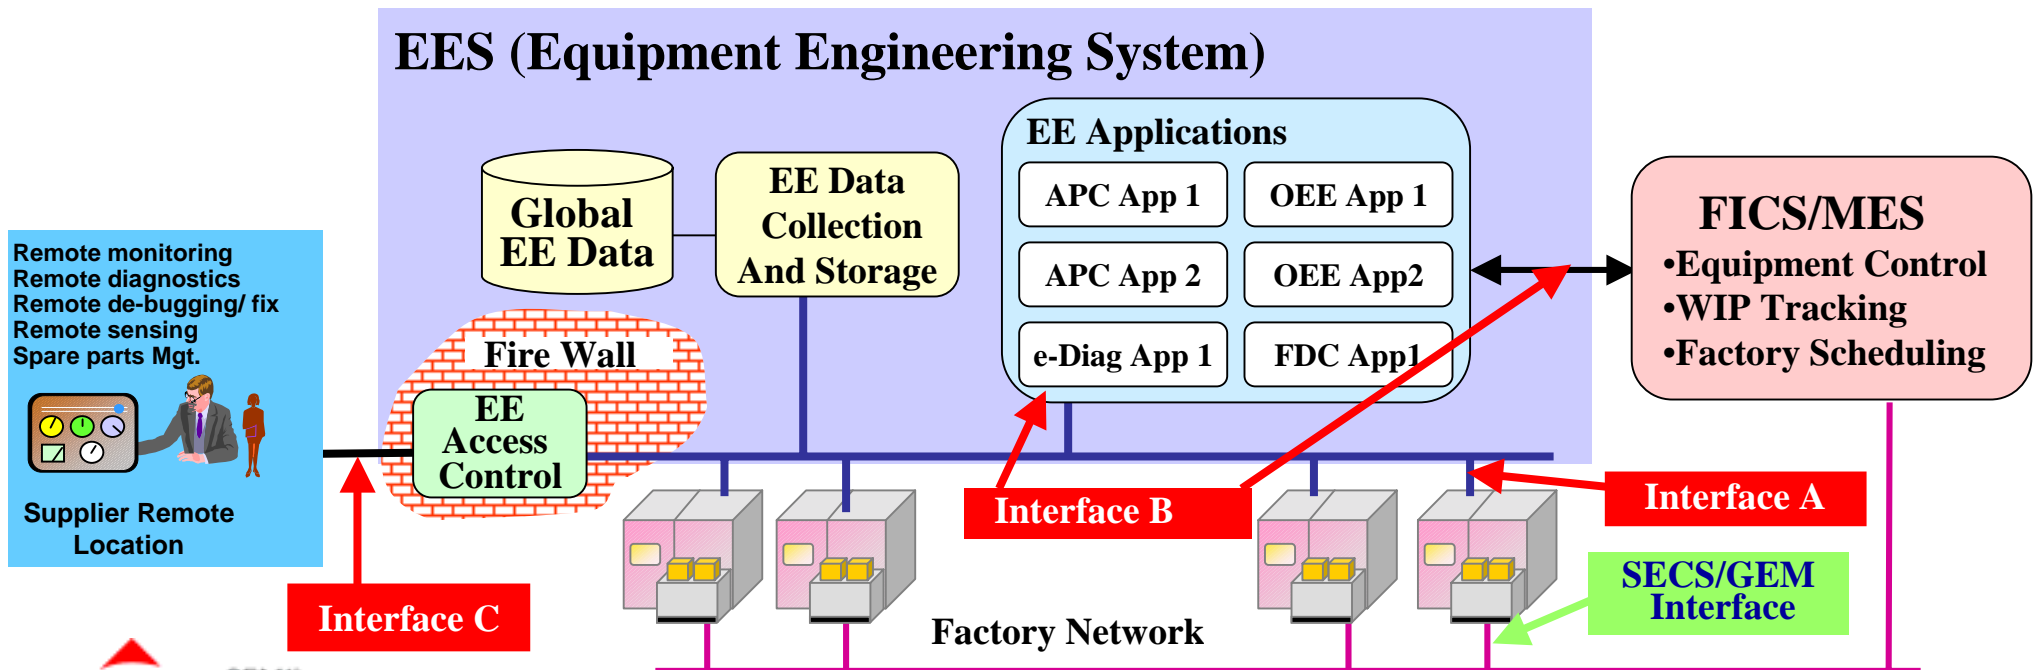 EES (Equipment Engineering System)
EE Applications
APC App 1
OEE App 1
APC App 2
OEE App2
e-Diag App 1
FDC App1
Global
EE Data
EE Data
Collection
And Storage
FICS/MES
•Equipment Control
•WIP Tracking
•Factory Scheduling
Remote monitoring
Remote diagnostics
Remote de-bugging/ fix
Remote sensing
Spare parts Mgt.
Supplier Remote
Location
Fire Wall
EE
Access
Control
Interface B
Interface A
SECS/GEM
Interface
Interface C
Factory Network